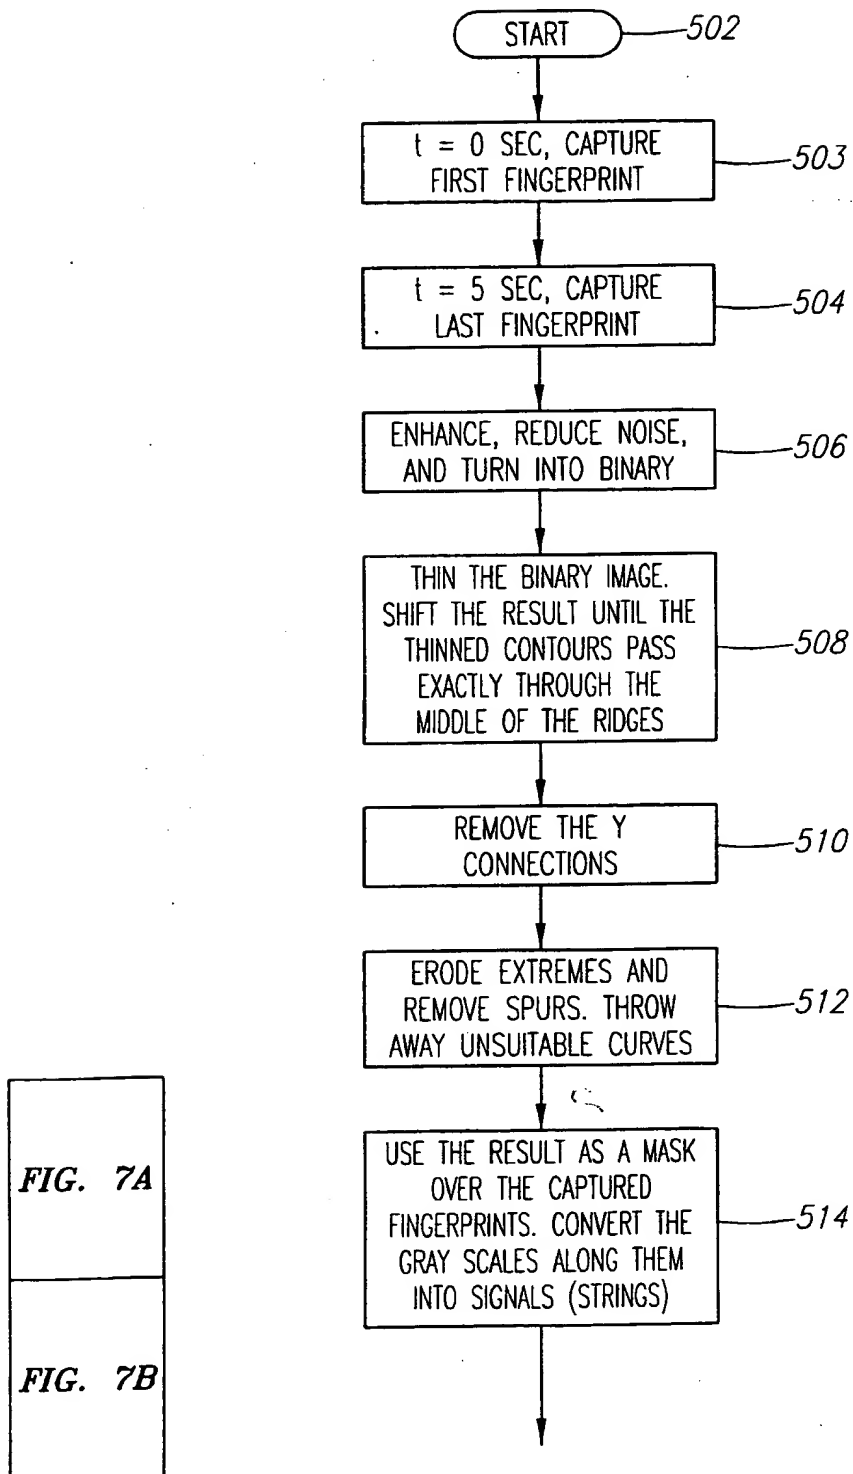 START
502
t = 0 SEC, CAPTURE
FIRST FINGERPRINT
503
t = 5 SEC, CAPTURE
LAST FINGERPRINT
504
ENHANCE, REDUCE NOISE,
AND TURN INTO BINARY
506
THIN THE BINARY IMAGE.
SHIFT THE RESULT UNTIL THE
THINNED CONTOURS PASS
EXACTLY THROUGH THE
MIDDLE OF THE RIDGES
508
REMOVE THE Y
CONNECTIONS
510
ERODE EXTREMES AND
REMOVE SPURS. THROW
AWAY UNSUITABLE CURVES
512
USE THE RESULT AS A MASK
OVER THE CAPTURED
FINGERPRINTS. CONVERT THE
GRAY SCALES ALONG THEM
INTO SIGNALS (STRINGS)
514
FIG. 7A
FIG. 7B